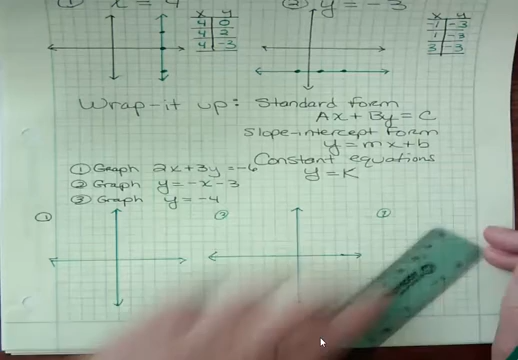 ① x = 4
x y
4 0
4 2
4 -3
② y = -3
x y
-1 -3
1 -3
3 -3
Wrap-it up: Standard form
Ax + By = C
Slope-intercept form
y = mx + b
Constant equations
y = K
① Graph 2x + 3y = -6
② Graph y = -x - 3
③ Graph y = -4
① ③ ②